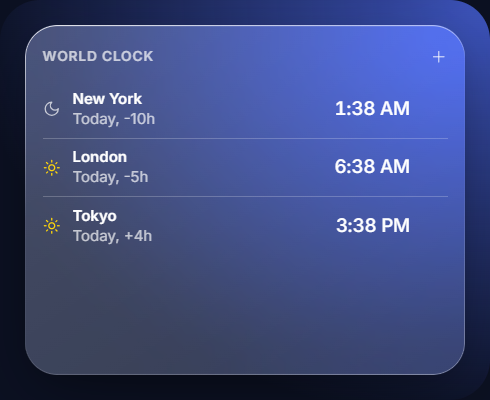 WORLD CLOCK
New York
Today, -10h
1:38 AM
London
Today, -5h
6:38 AM
Tokyo
Today, +4h
3:38 PM